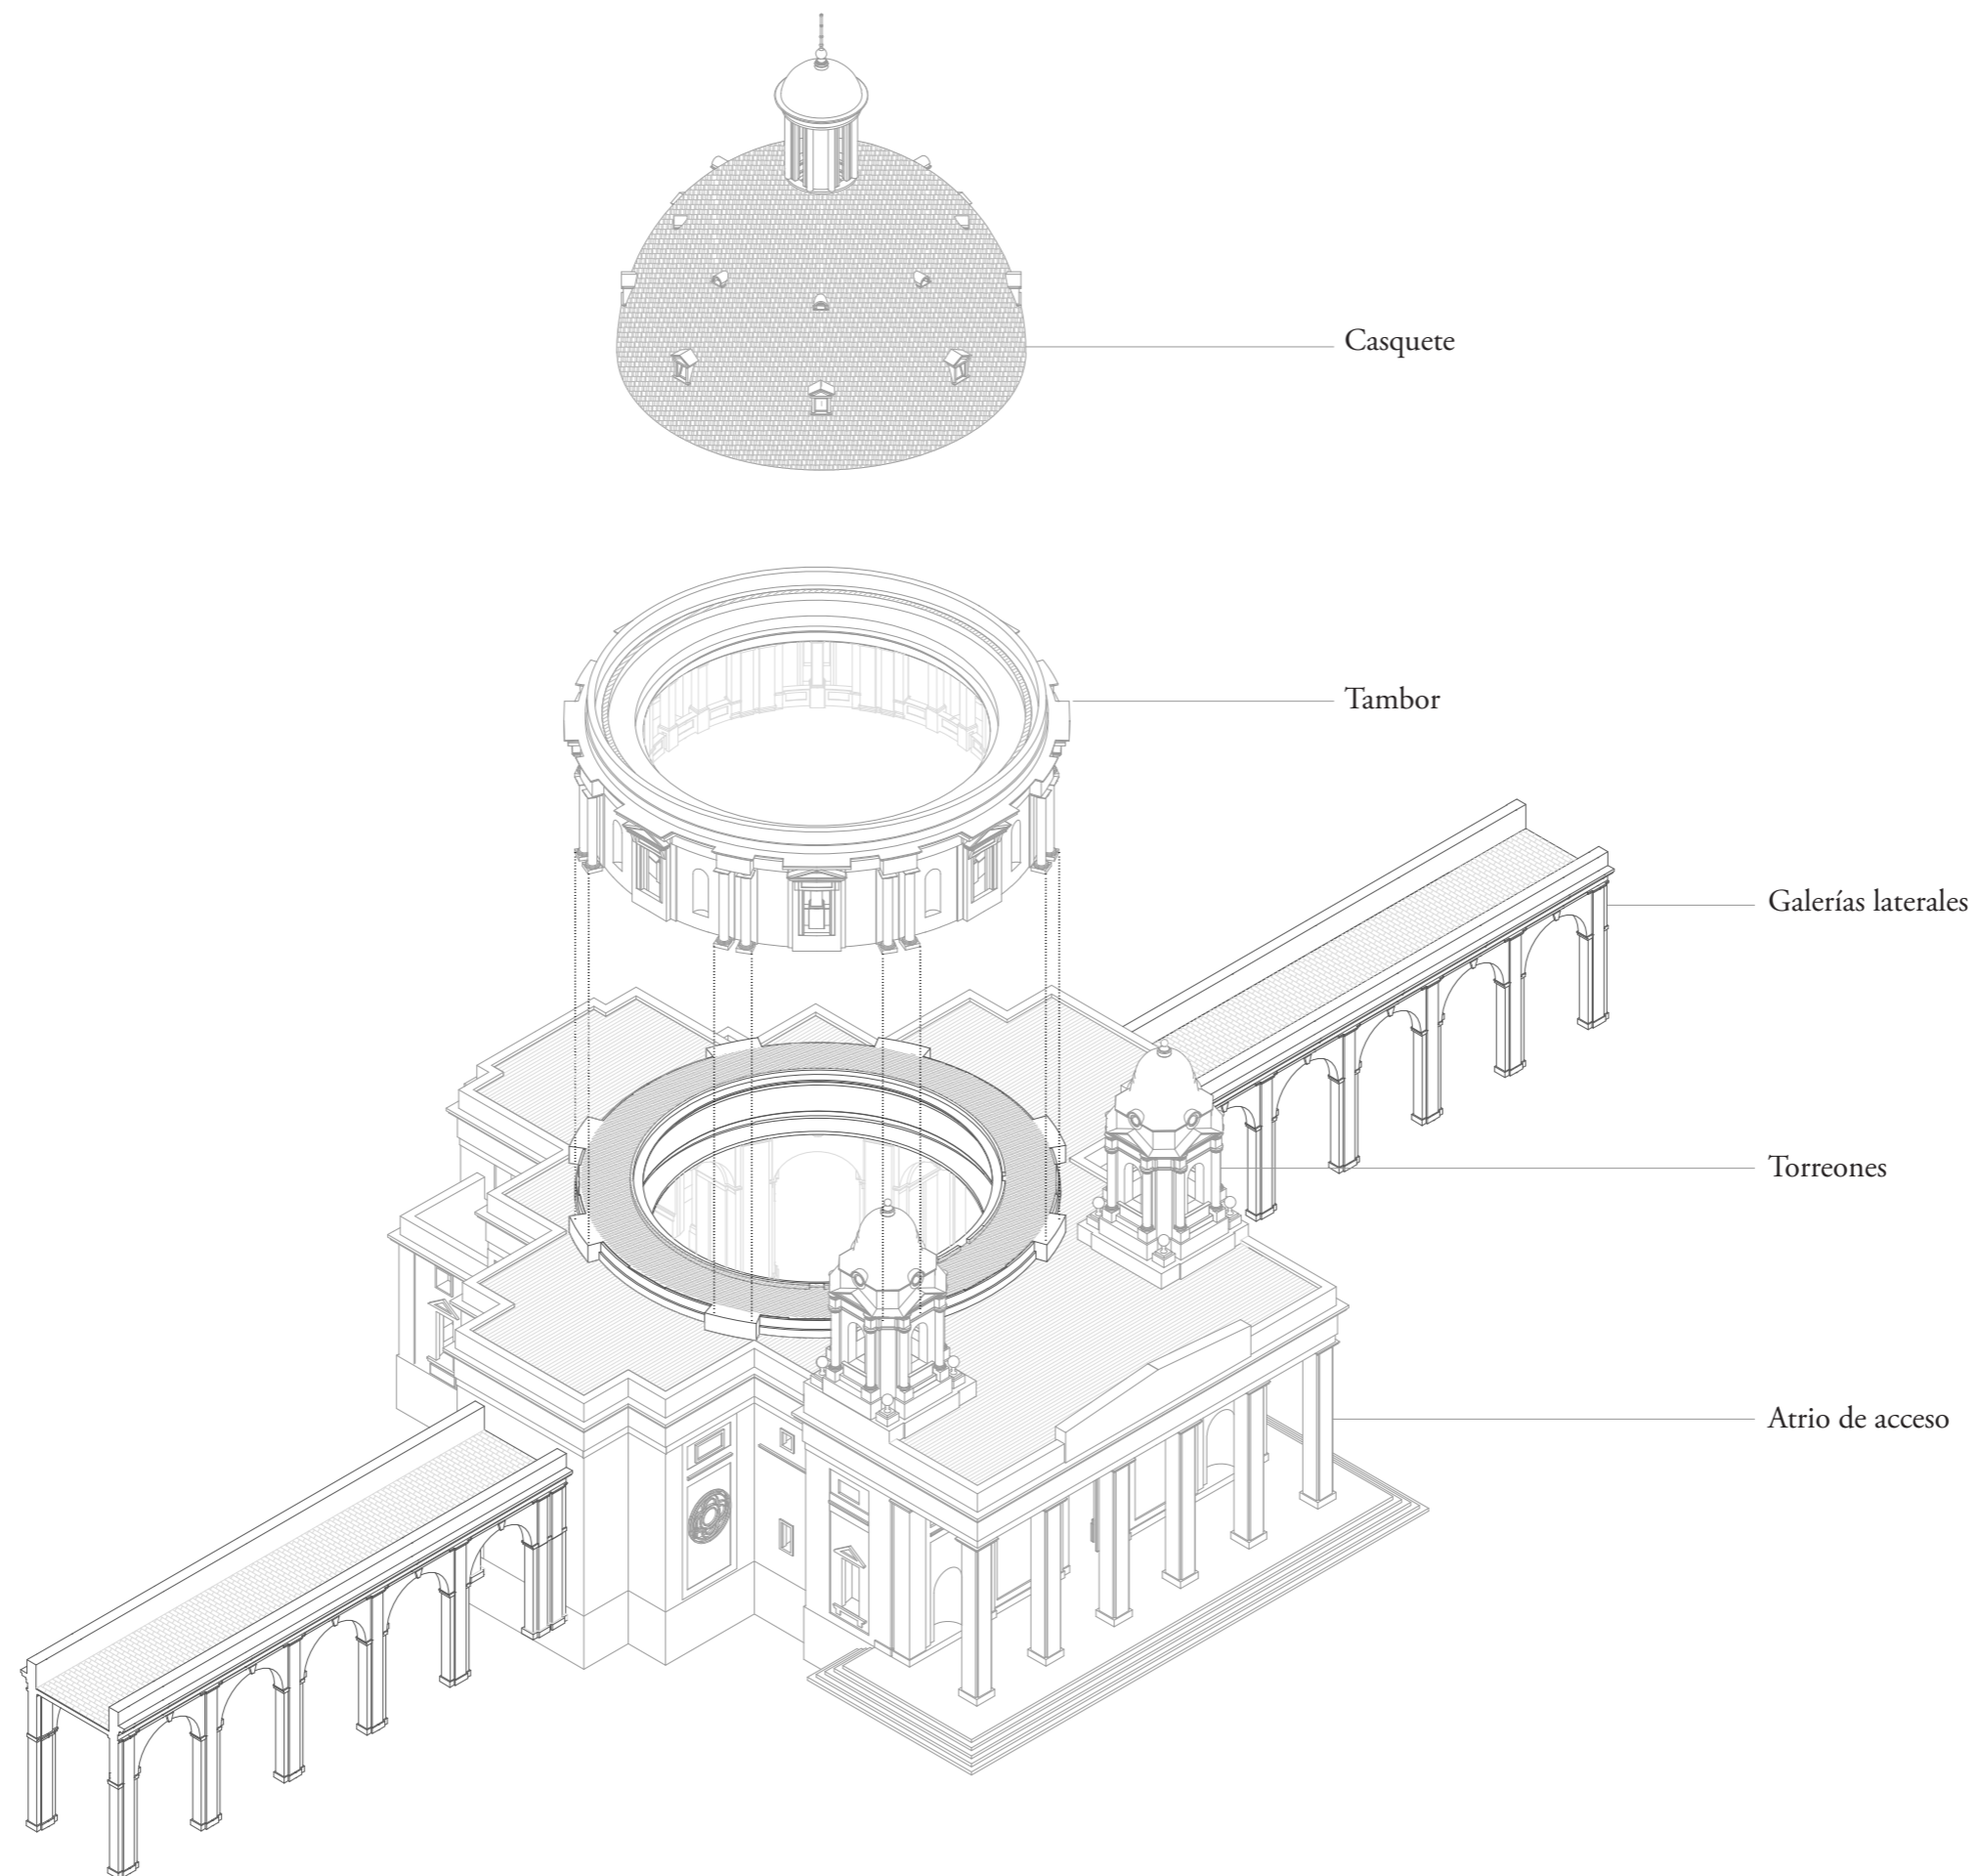 Casquete
Tambor
Galerías laterales
Torreones
Atrio de acceso